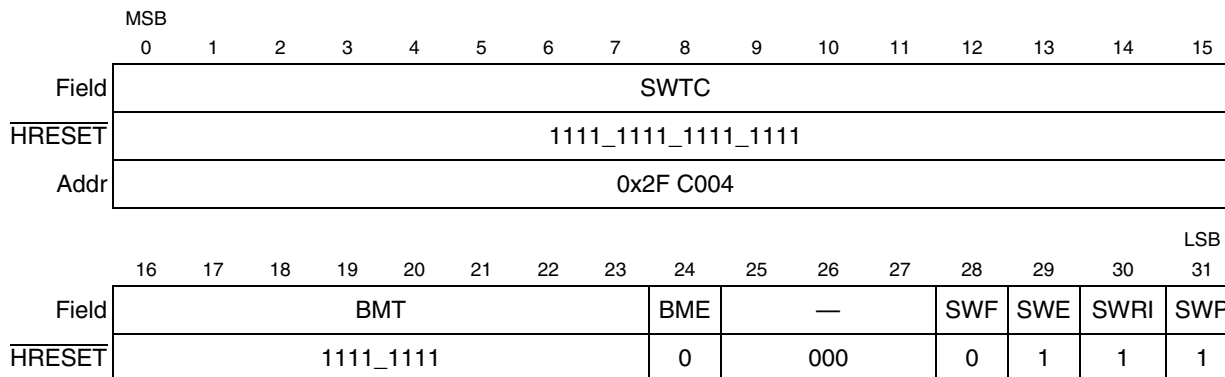 MSB
0 1 2 3 4 5 6 7 8 9 10 11 12 13 14 15
Field SWTC
HRESET 1111_1111_1111_1111
Addr 0x2F C004
LSB
16 17 18 19 20 21 22 23 24 25 26 27 28 29 30 31
Field BMT BME — SWF SWE SWRI SWP
HRESET 1111_1111 0 000 0 1 1 1